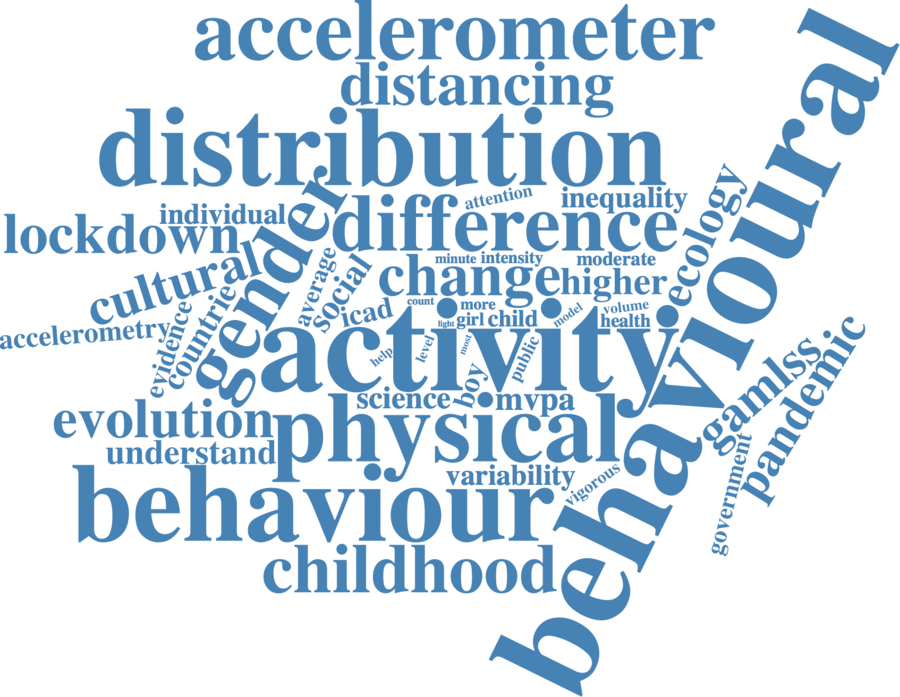 accelerometer
distancing
distribution
behavioural
attention
inequality
individual
difference
lockdown
gender
ecology
minute
intensity
moderate
cultural
average
social
change
higher
countries
evidence
accelerometry
icad
count
more
light
girl
child
model
volume
health
activity
help
level
most
public
boy
science
mvpa
gamlss
pandemic
evolution
physical
understand
variability
vigorous
government
behaviour
childhood